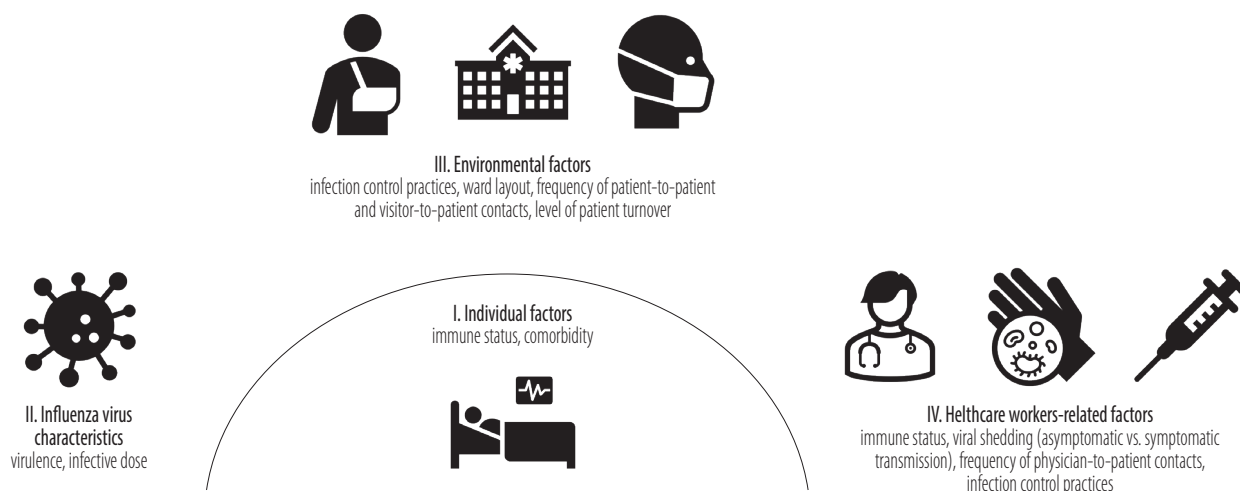 III. Environmental factors
infection control practices, ward layout, frequency of patient-to-patient
and visitor-to-patient contacts, level of patient turnover
I. Individual factors
immune status, comorbidity
II. Influenza virus
characteristics
virulence, infective dose
IV. Helthcare workers-related factors
immune status, viral shedding (asymptomatic vs. symptomatic
transmission), frequency of physician-to-patient contacts,
infection control practices